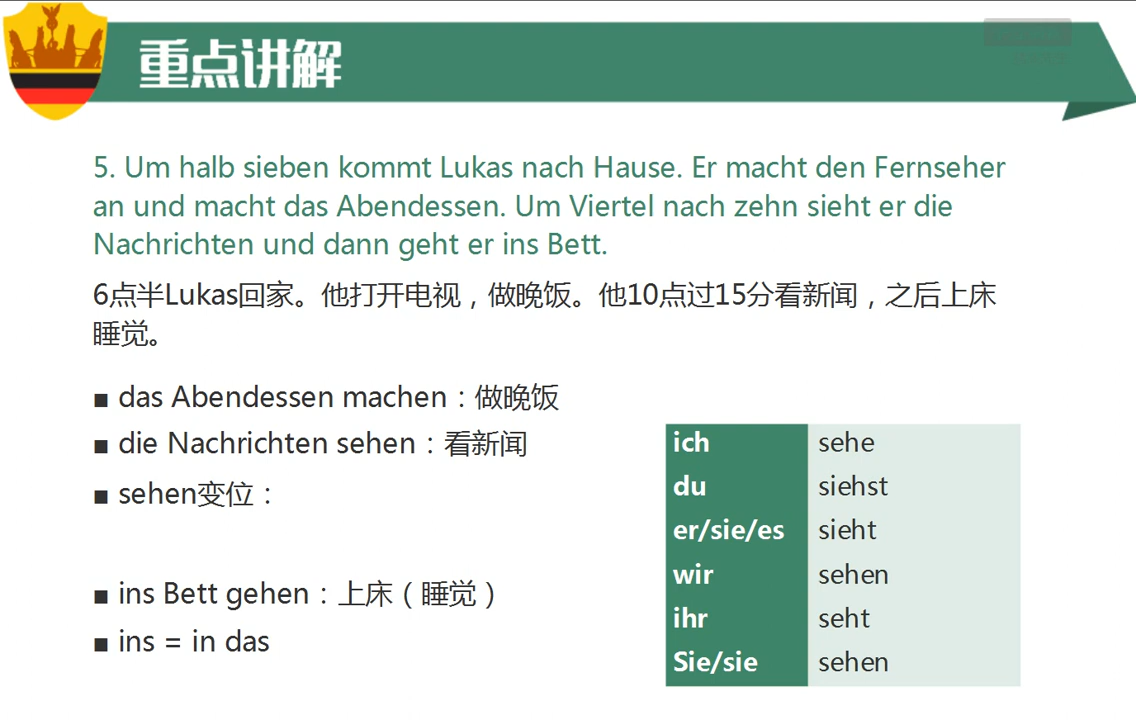 重点讲解
5. Um halb sieben kommt Lukas nach Hause. Er macht den Fernseher
an und macht das Abendessen. Um Viertel nach zehn sieht er die
Nachrichten und dann geht er ins Bett.
6点半Lukas回家。他打开电视，做晚饭。他10点过15分看新闻，之后上床
睡觉。
■ das Abendessen machen：做晚饭
■ die Nachrichten sehen：看新闻
■ sehen变位：
■ ins Bett gehen：上床（睡觉）
■ ins = in das
ich sehe
du siehst
er/sie/es sieht
wir sehen
ihr seht
Sie/sie sehen